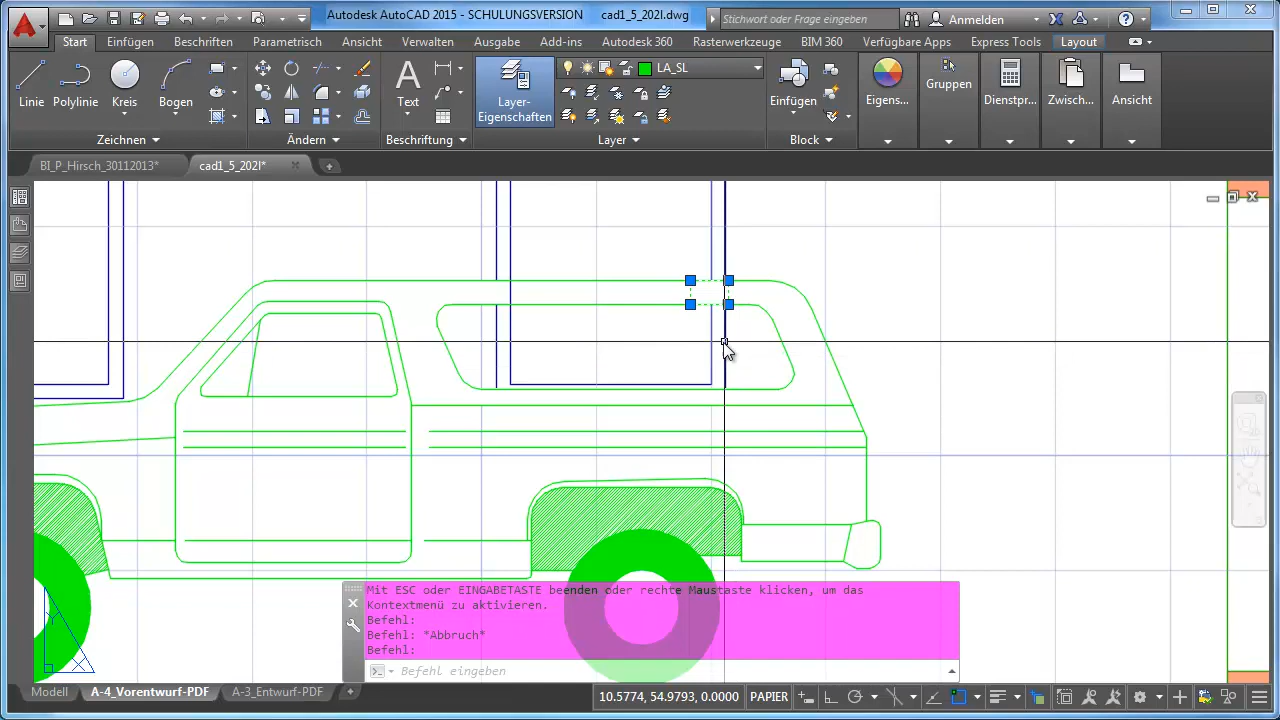 Autodesk AutoCAD 2015 - SCHULUNGSVERSION cad1_5_202I.dwg
Stichwort oder Frage eingeben
Anmelden
Start Einfügen Beschriften Parametrisch Ansicht Verwalten Ausgabe Add-ins Autodesk 360 Rasterwerkzeuge BIM 360 Verfügbare Apps Express Tools Layout
LA_SL
Linie Polylinie Kreis Bogen
Text
Layer-
Eigenschaften
Einfügen
Eigens...
Gruppen
Dienstpr...
Zwisch...
Ansicht
Zeichnen Ändern Beschriftung Layer Block
BI_P_Hirsch_30112013* cad1_5_202I*
Mit ESC oder EINGABETASTE beenden oder rechte Maustaste klicken, um das
Kontextmenü zu aktivieren.
Befehl:
Befehl: *Abbruch*
Befehl:
Befehl eingeben
Modell A-4_Vorentwurf-PDF A-3_Entwurf-PDF
10.5774, 54.9793, 0.0000 PAPIER